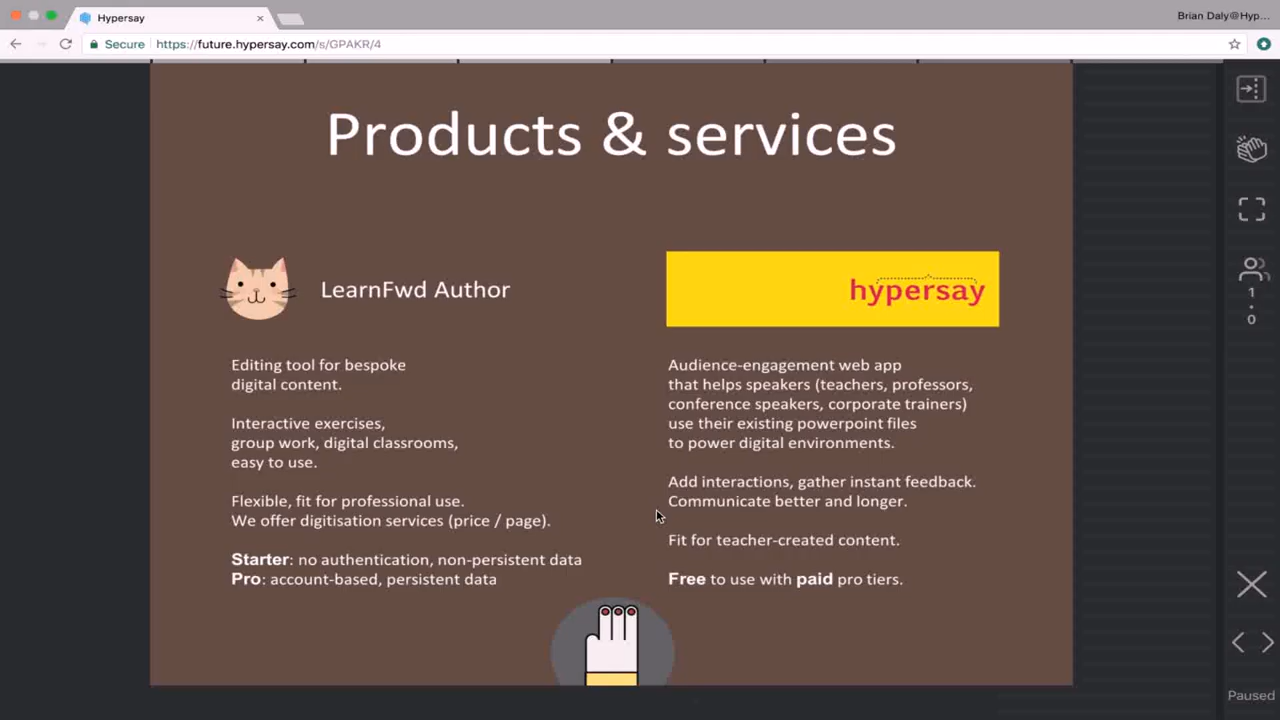 Hypersay
Brian Daly@Hyp...
Secure https://future.hypersay.com/s/GPAKR/4
Products & services
LearnFwd Author
Editing tool for bespoke
digital content.
Interactive exercises,
group work, digital classrooms,
easy to use.
Flexible, fit for professional use.
We offer digitisation services (price / page).
Starter: no authentication, non-persistent data
Pro: account-based, persistent data
hypersay
Audience-engagement web app
that helps speakers (teachers, professors,
conference speakers, corporate trainers)
use their existing powerpoint files
to power digital environments.
Add interactions, gather instant feedback.
Communicate better and longer.
Fit for teacher-created content.
Free to use with paid pro tiers.
1
0
Paused